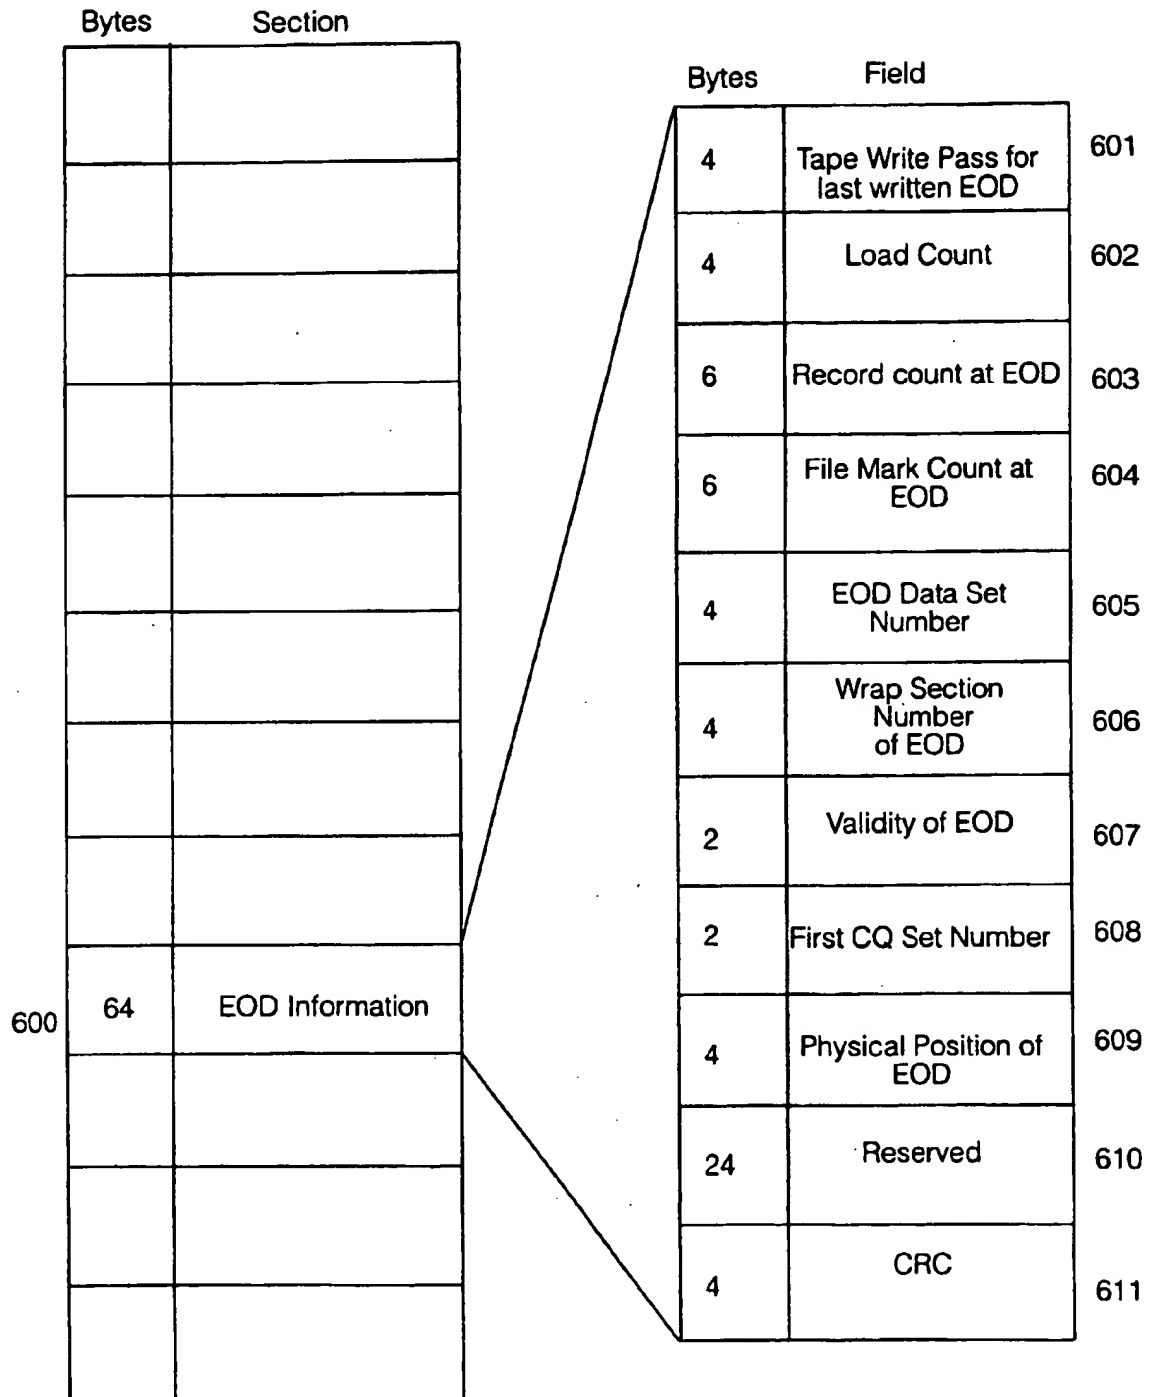 Bytes Section
600 64 EOD Information
Bytes Field
4 Tape Write Pass for
last written EOD 601
4 Load Count 602
6 Record count at EOD 603
6 File Mark Count at
EOD 604
4 EOD Data Set
Number 605
4 Wrap Section
Number
of EOD 606
2 Validity of EOD 607
2 First CQ Set Number 608
4 Physical Position of
EOD 609
24 Reserved 610
4 CRC 611